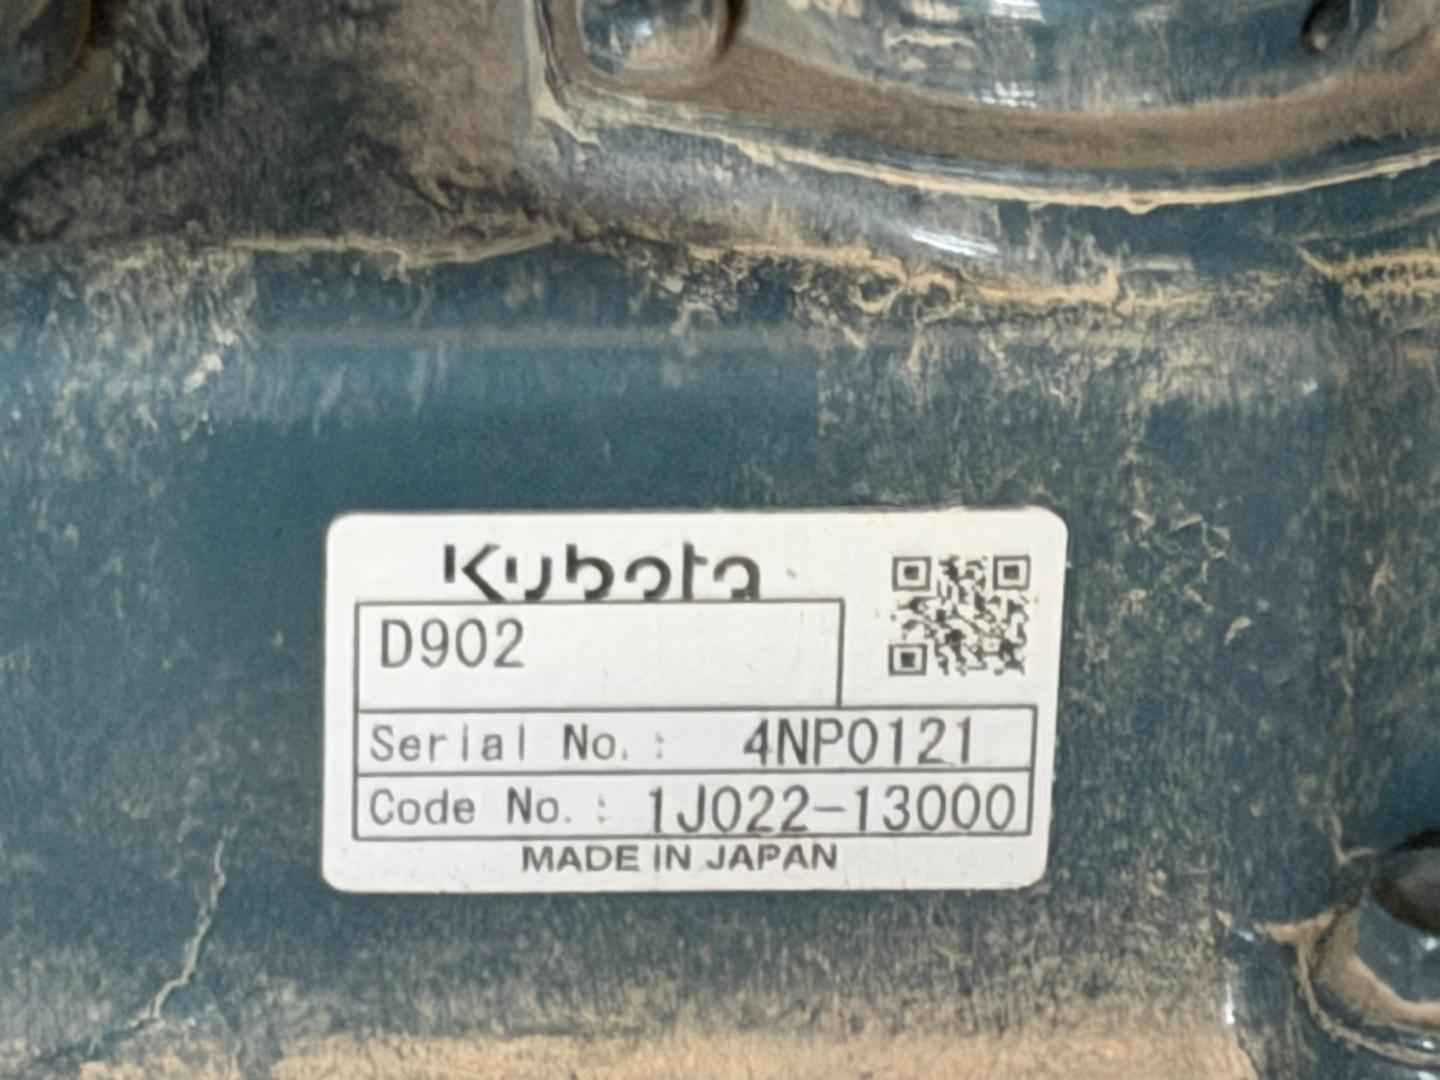 Kubota
D902
Serial No. : 4NP0121
Code No. : 1J022-13000
MADE IN JAPAN